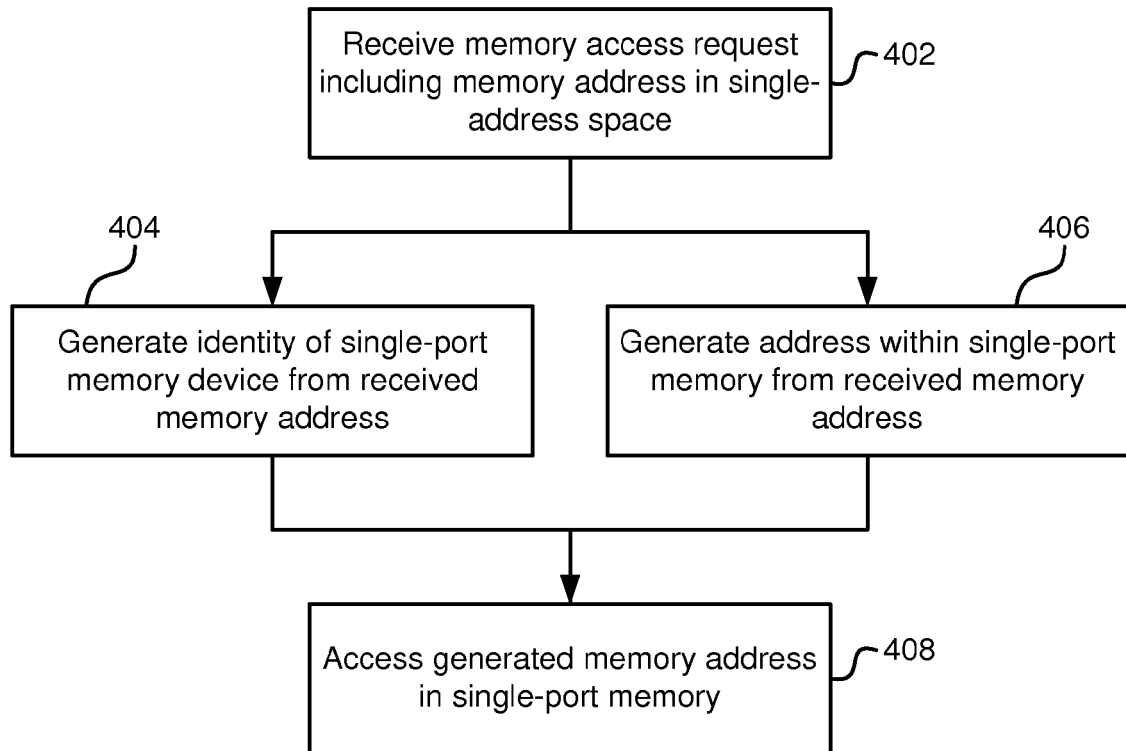 Receive memory access request
including memory address in single-
address space
402
404
406
Generate identity of single-port
memory device from received
memory address
Generate address within single-port
memory from received memory
address
Access generated memory address
in single-port memory
408